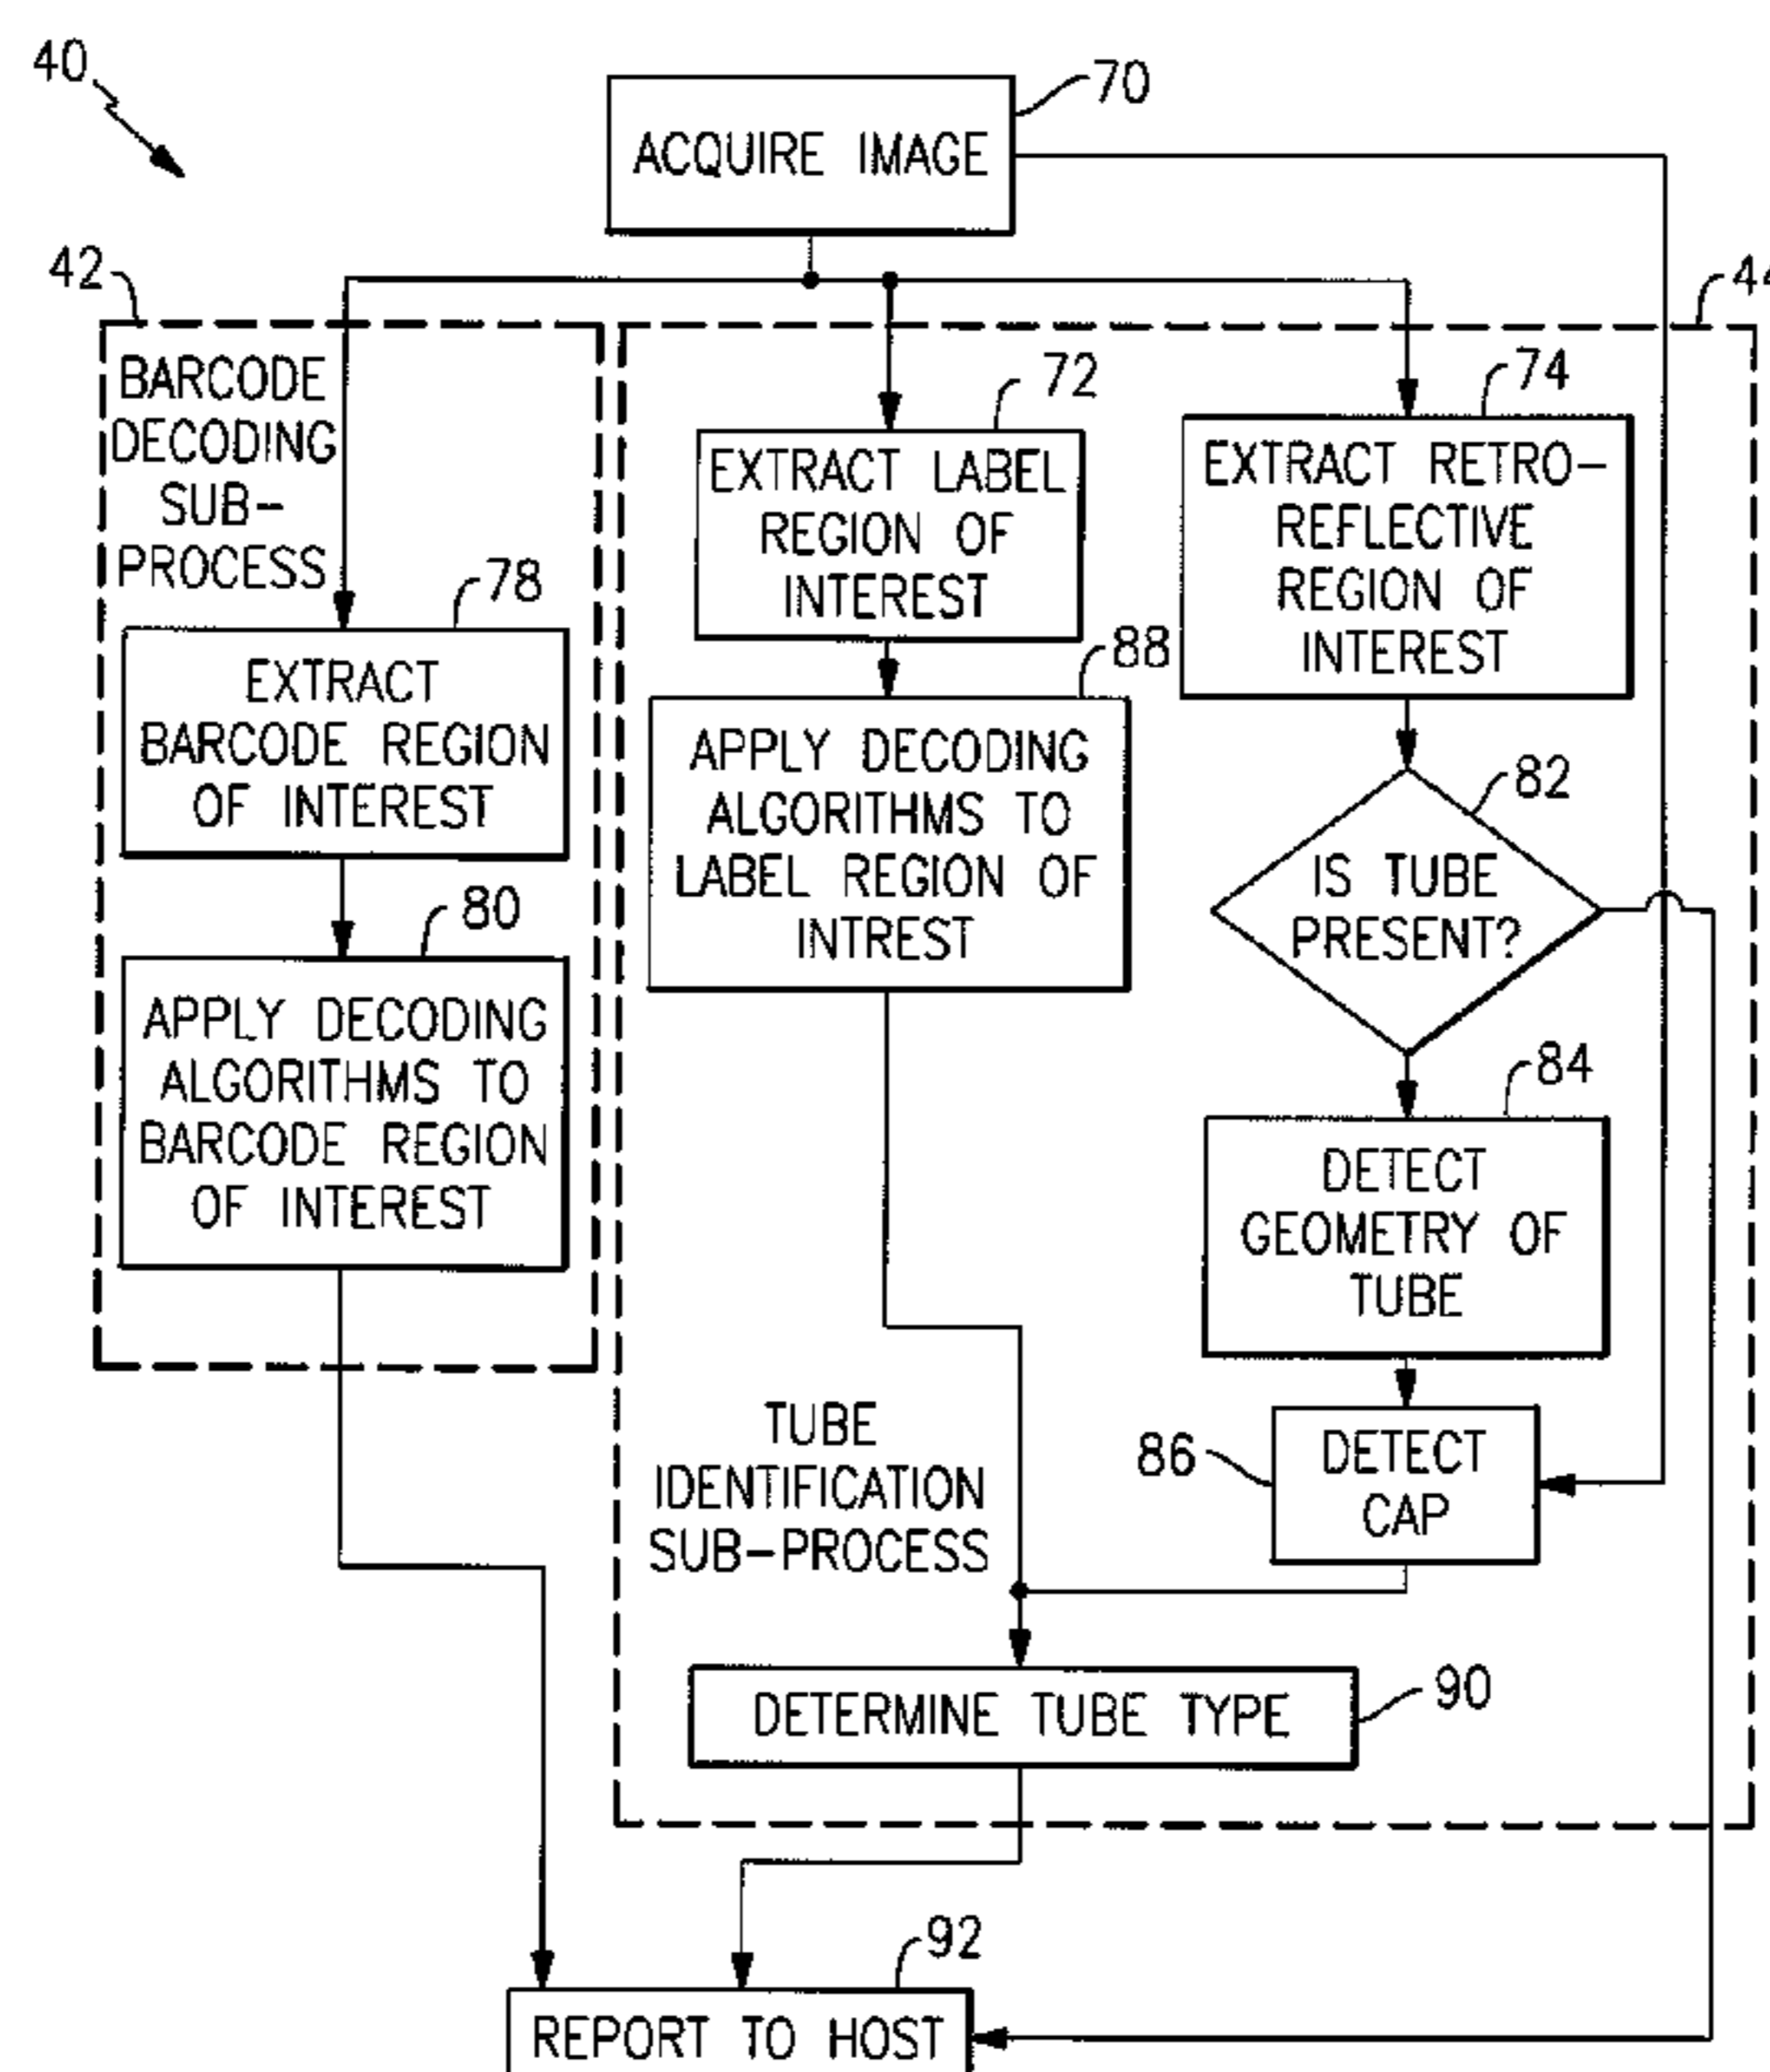 40
ACQUIRE IMAGE
70
42
44
BARCODE
DECODING
SUB-
PROCESS
72
EXTRACT LABEL
REGION OF
INTEREST
74
EXTRACT RETRO-
REFLECTIVE
REGION OF
INTEREST
78
EXTRACT
BARCODE REGION
OF INTEREST
88
APPLY DECODING
ALGORITHMS TO
LABEL REGION OF
INTREST
82
IS TUBE
PRESENT?
80
APPLY DECODING
ALGORITHMS TO
BARCODE REGION
OF INTEREST
84
DETECT
GEOMETRY OF
TUBE
86
DETECT
CAP
TUBE
IDENTIFICATION
SUB-PROCESS
DETERMINE TUBE TYPE
90
92
REPORT TO HOST